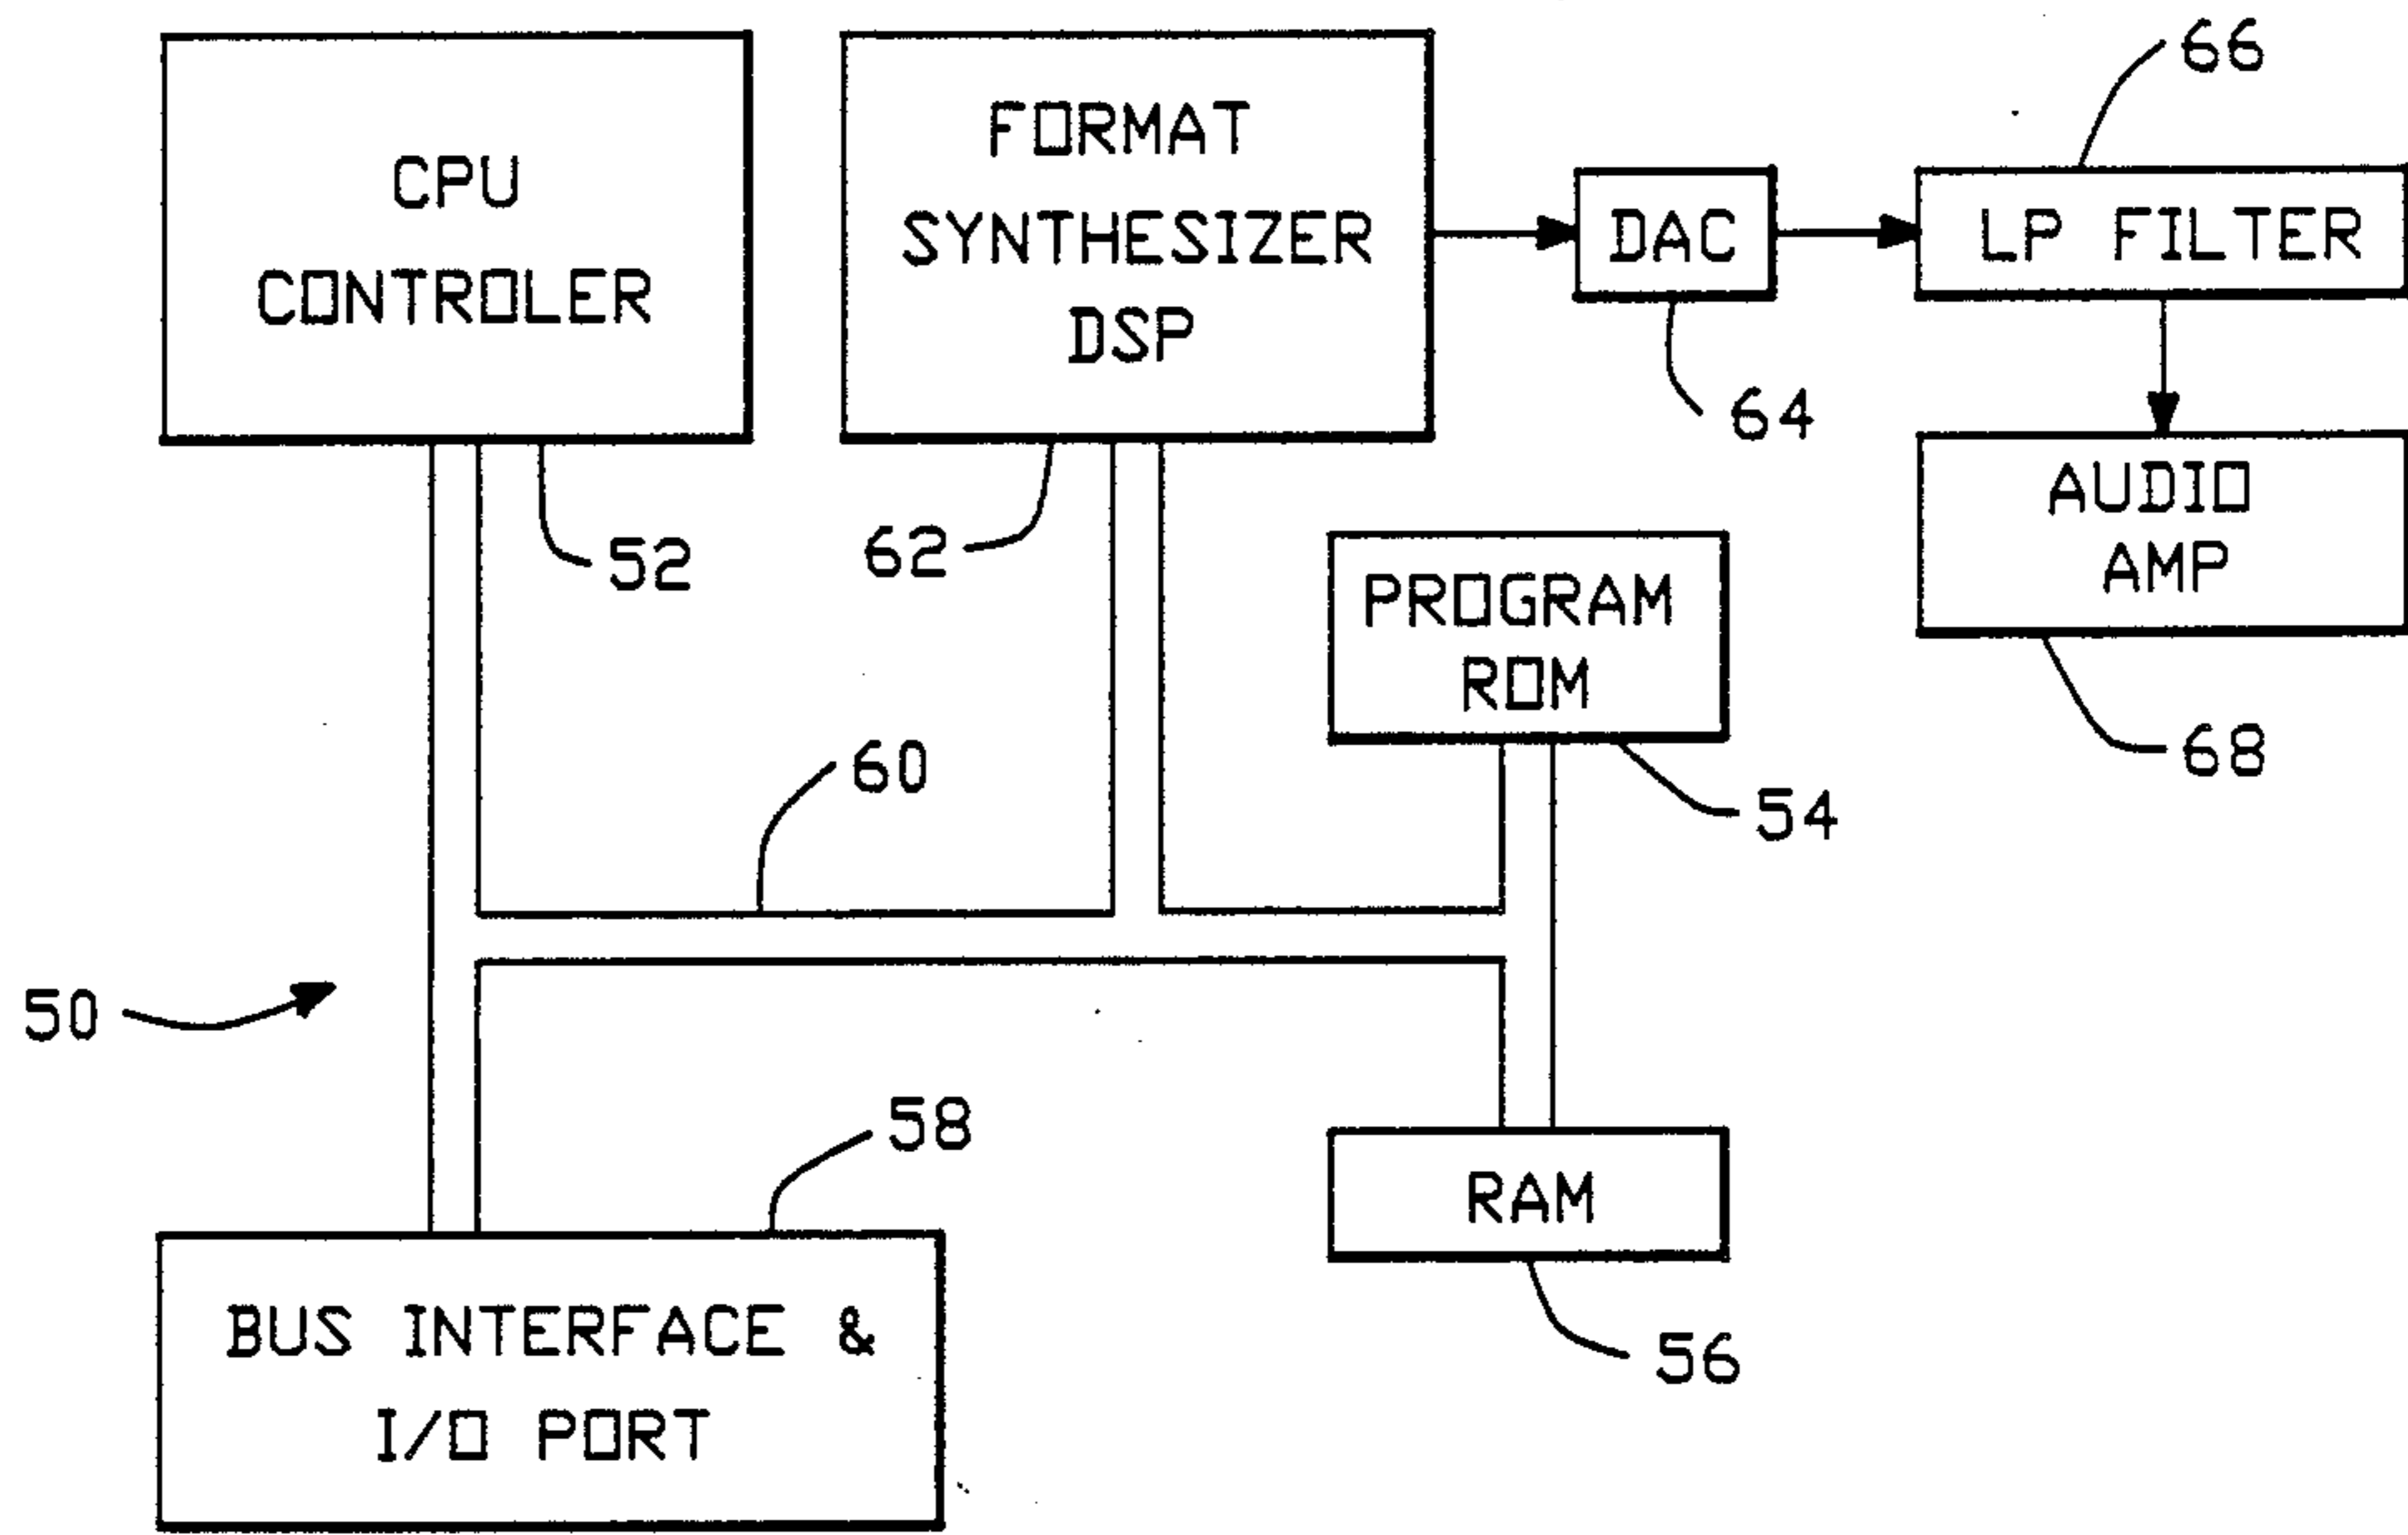 CPU
CONTROLER
52
FORMAT
SYNTHESIZER
DSP
62
DAC
64
66
LP FILTER
AUDIO
AMP
68
PROGRAM
ROM
54
60
50
58
BUS INTERFACE &
I/O PORT
RAM
56